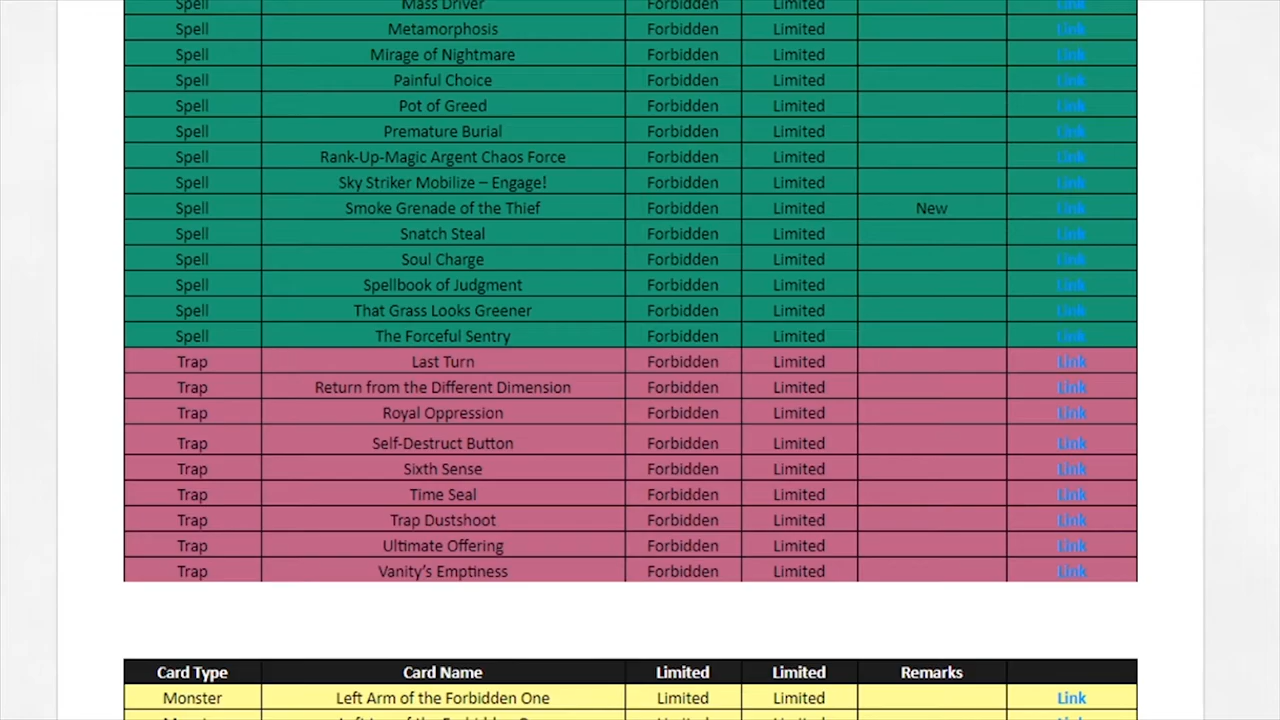 Spell Mass Driver Forbidden Limited Link
Spell Metamorphosis Forbidden Limited Link
Spell Mirage of Nightmare Forbidden Limited Link
Spell Painful Choice Forbidden Limited Link
Spell Pot of Greed Forbidden Limited Link
Spell Premature Burial Forbidden Limited Link
Spell Rank-Up-Magic Argent Chaos Force Forbidden Limited Link
Spell Sky Striker Mobilize – Engage! Forbidden Limited Link
Spell Smoke Grenade of the Thief Forbidden Limited New Link
Spell Snatch Steal Forbidden Limited Link
Spell Soul Charge Forbidden Limited Link
Spell Spellbook of Judgment Forbidden Limited Link
Spell That Grass Looks Greener Forbidden Limited Link
Spell The Forceful Sentry Forbidden Limited Link
Trap Last Turn Forbidden Limited Link
Trap Return from the Different Dimension Forbidden Limited Link
Trap Royal Oppression Forbidden Limited Link
Trap Self-Destruct Button Forbidden Limited Link
Trap Sixth Sense Forbidden Limited Link
Trap Time Seal Forbidden Limited Link
Trap Trap Dustshoot Forbidden Limited Link
Trap Ultimate Offering Forbidden Limited Link
Trap Vanity's Emptiness Forbidden Limited Link
Card Type Card Name Limited Limited Remarks
Monster Left Arm of the Forbidden One Limited Limited Link